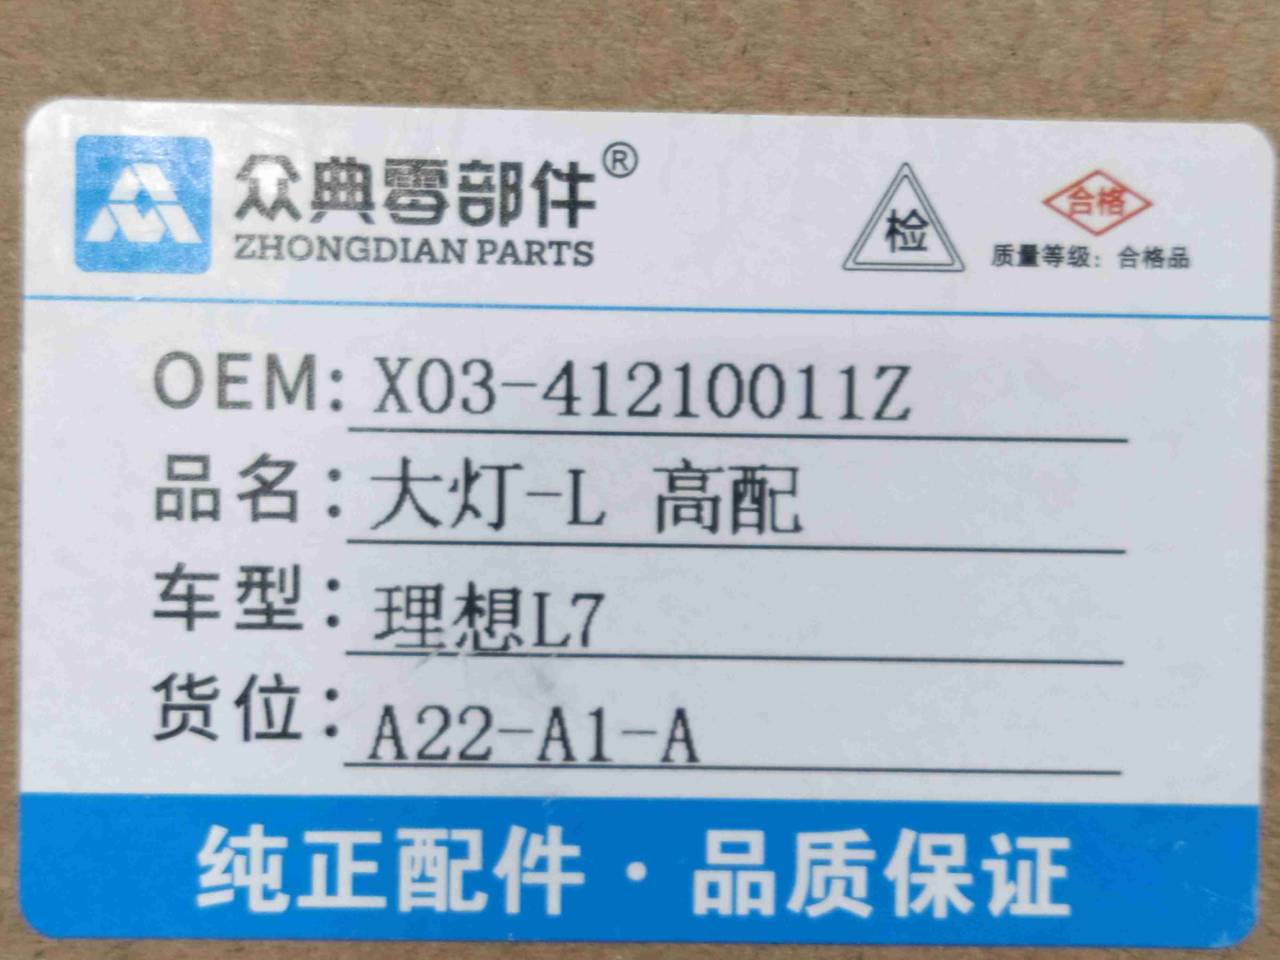 众典零部件®
ZHONGDIAN PARTS
检
合格
质量等级：合格品
OEM: X03-41210011Z
品名：大灯-L 高配
车型：理想L7
货位：A22-A1-A
纯正配件·品质保证